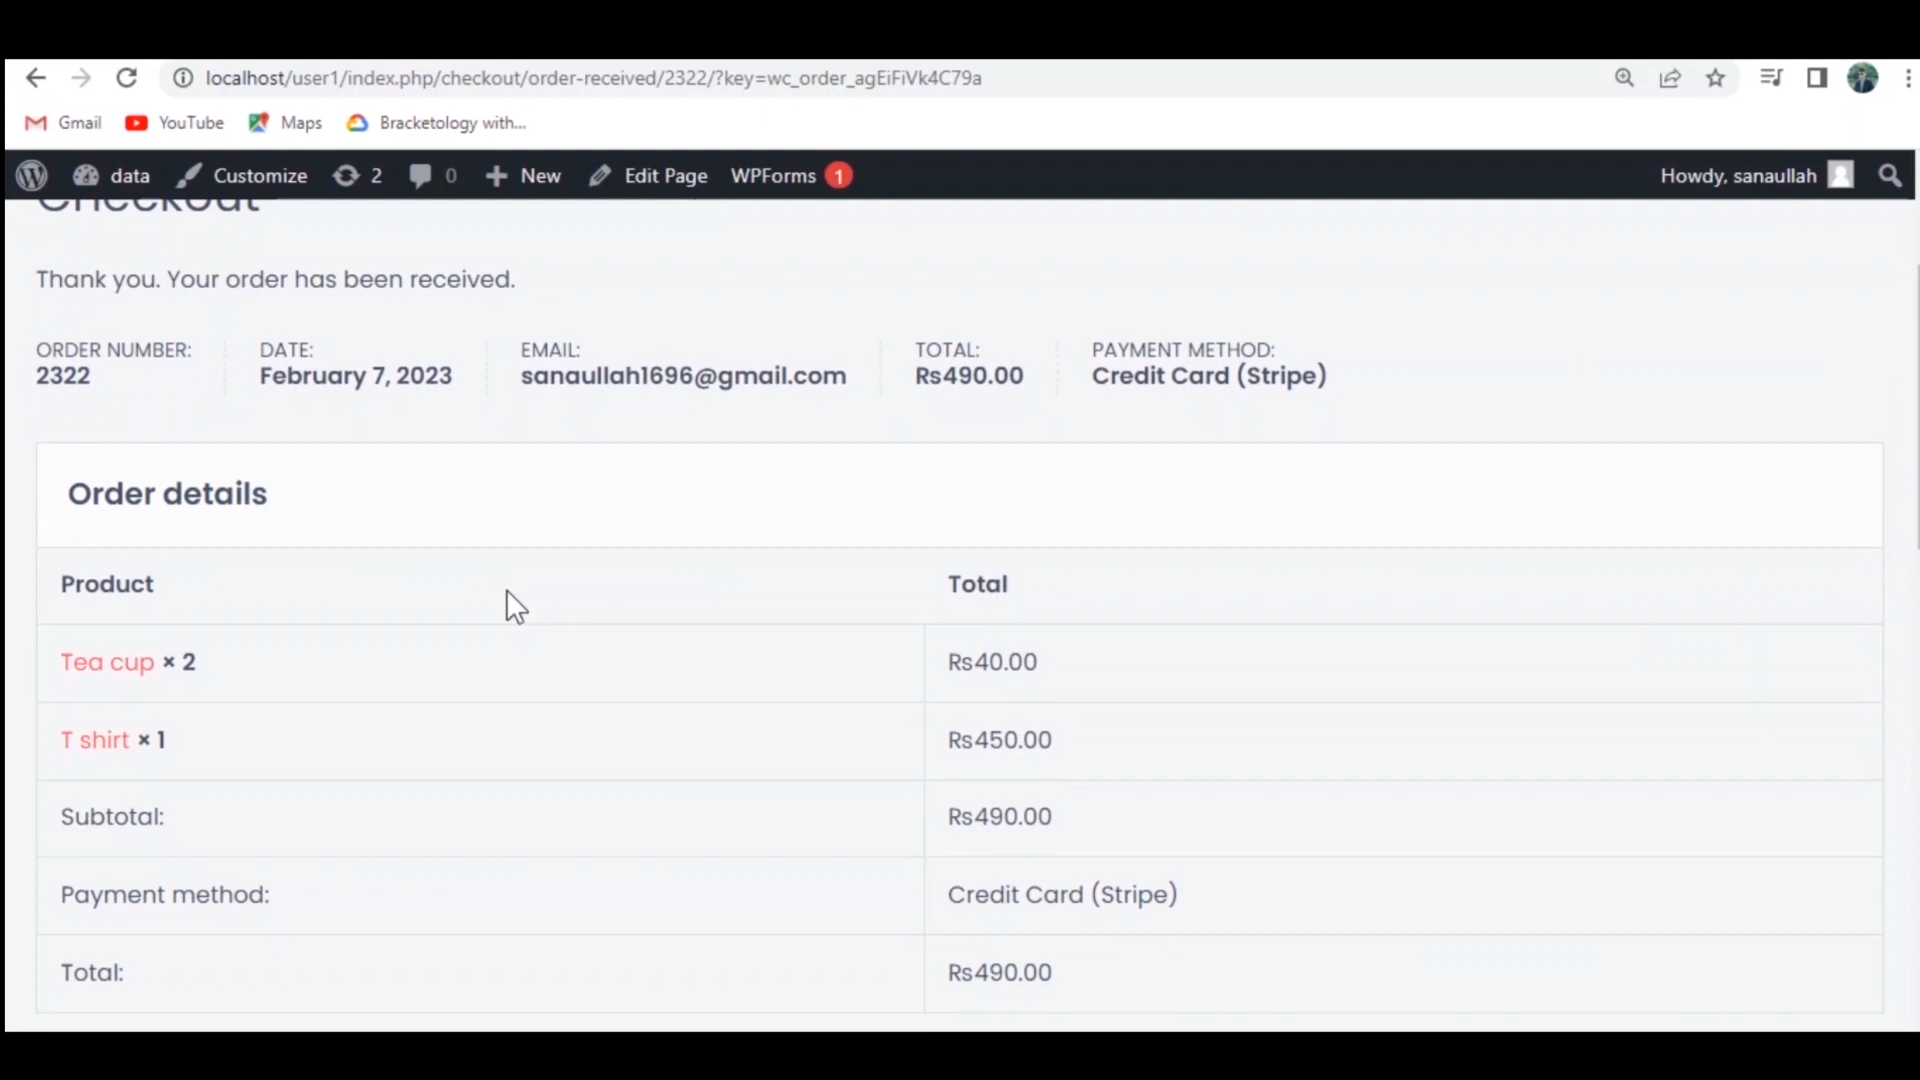 localhost/user1/index.php/checkout/order-received/2322/?key=wc_order_agEiFiVk4C79a
Gmail YouTube Maps Bracketology with...
data Customize 2 0 New Edit Page WPForms 1 Howdy, sanaullah
Checkout
Thank you. Your order has been received.
ORDER NUMBER: DATE: EMAIL: TOTAL: PAYMENT METHOD:
2322 February 7, 2023 sanaullah1696@gmail.com Rs490.00 Credit Card (Stripe)
Order details
Product Total
Tea cup × 2 Rs40.00
T shirt × 1 Rs450.00
Subtotal: Rs490.00
Payment method: Credit Card (Stripe)
Total: Rs490.00